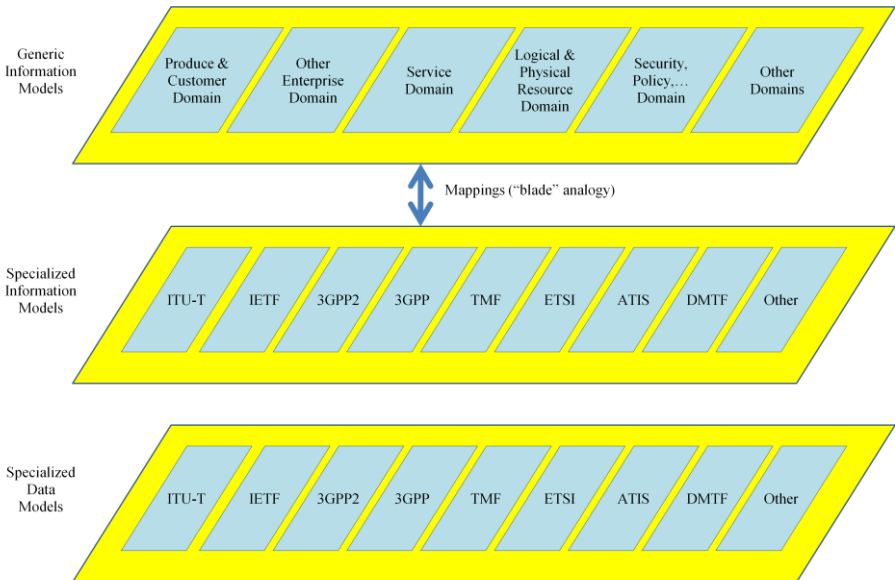 Generic
Information
Models
Produce &
Customer
Domain
Other
Enterprise
Domain
Service
Domain
Logical &
Physical
Resource
Domain
Security,
Policy,…
Domain
Other
Domains
Mappings (“blade” analogy)
Specialized
Information
Models
ITU-T
IETF
3GPP2
3GPP
TMF
ETSI
ATIS
DMTF
Other
Specialized
Data
Models
ITU-T
IETF
3GPP2
3GPP
TMF
ETSI
ATIS
DMTF
Other